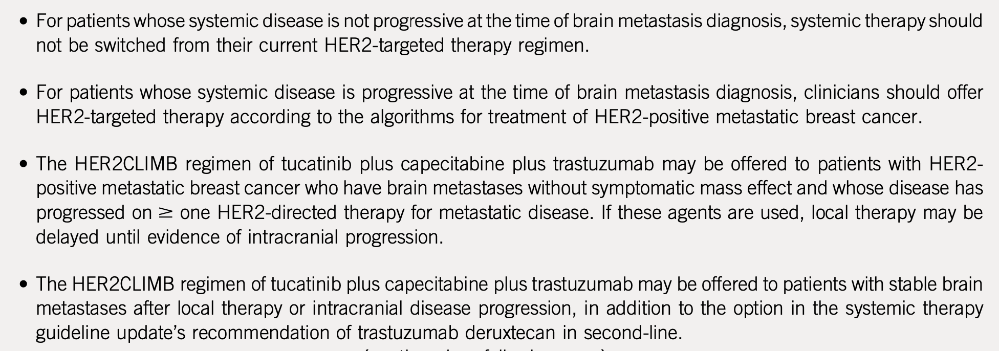 • For patients whose systemic disease is not progressive at the time of brain metastasis diagnosis, systemic therapy should
not be switched from their current HER2-targeted therapy regimen.
• For patients whose systemic disease is progressive at the time of brain metastasis diagnosis, clinicians should offer
HER2-targeted therapy according to the algorithms for treatment of HER2-positive metastatic breast cancer.
• The HER2CLIMB regimen of tucatinib plus capecitabine plus trastuzumab may be offered to patients with HER2-
positive metastatic breast cancer who have brain metastases without symptomatic mass effect and whose disease has
progressed on ≥ one HER2-directed therapy for metastatic disease. If these agents are used, local therapy may be
delayed until evidence of intracranial progression.
• The HER2CLIMB regimen of tucatinib plus capecitabine plus trastuzumab may be offered to patients with stable brain
metastases after local therapy or intracranial disease progression, in addition to the option in the systemic therapy
guideline update’s recommendation of trastuzumab deruxtecan in second-line.